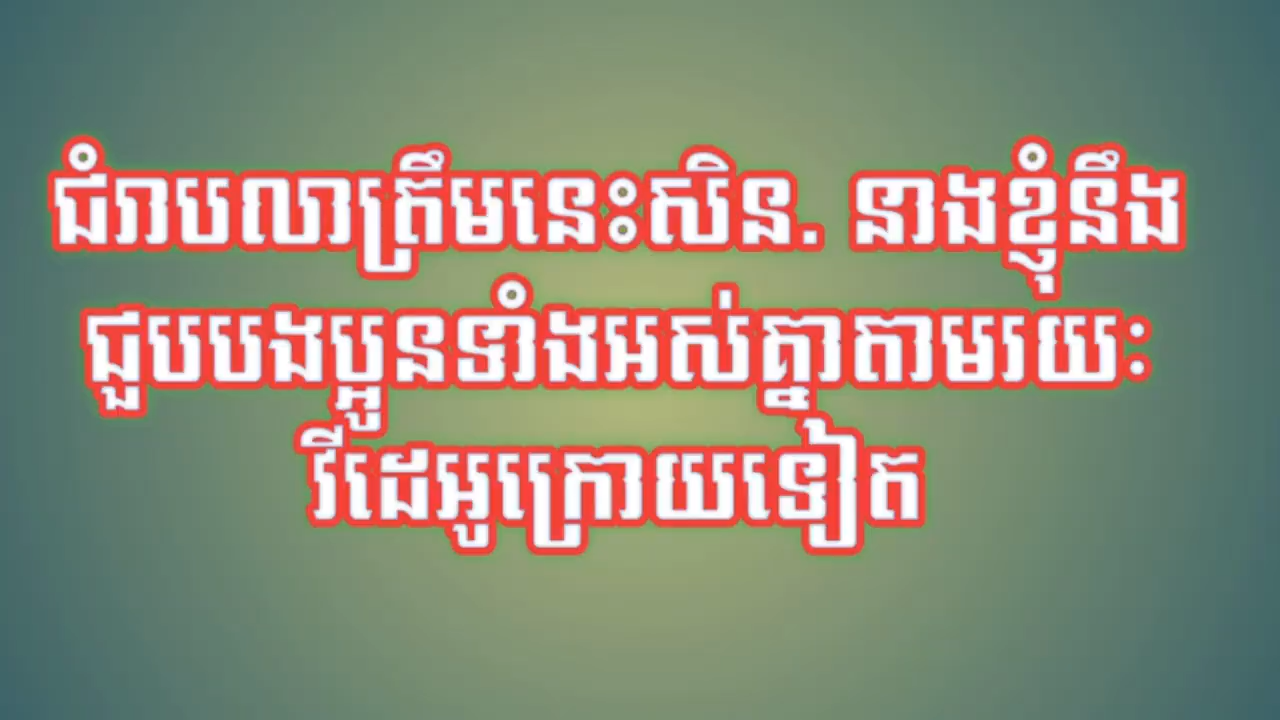 ជំរាបលាត្រឹមនេះសិន. នាងខ្ញុំនឹង
ជួបបងប្អូនទាំងអស់គ្នាតាមរយៈ
វីដេអូក្រោយទៀត